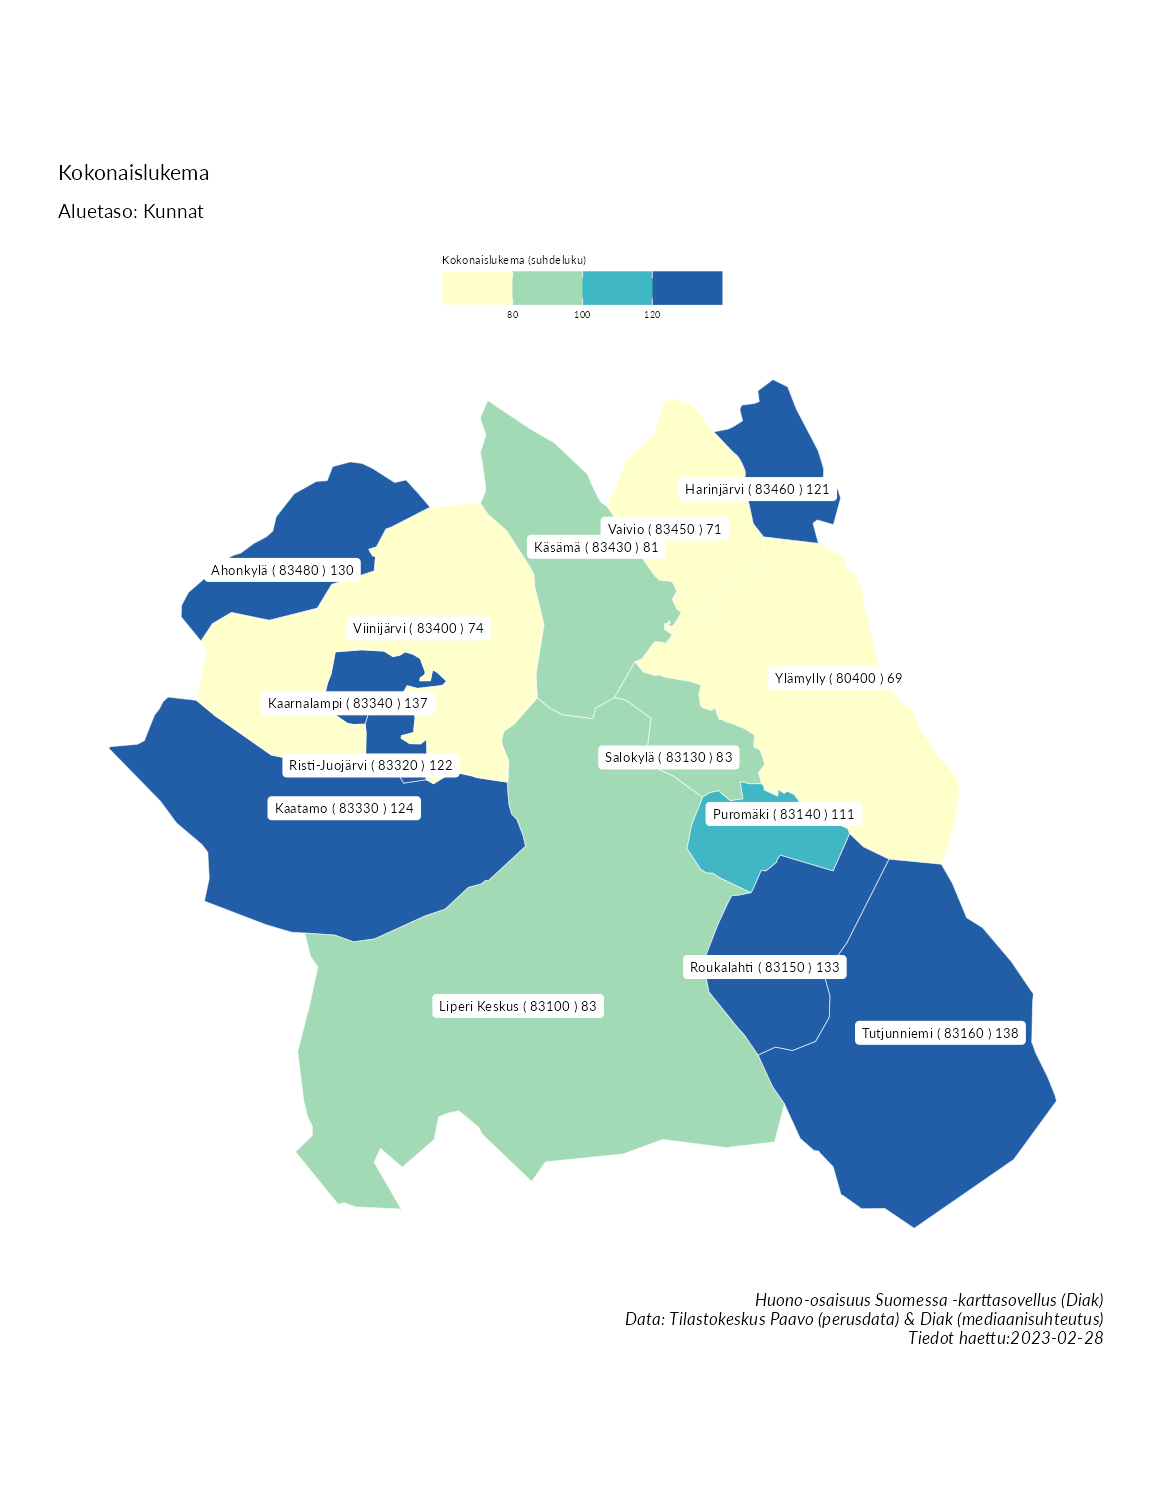 Kokonaislukema
Aluetaso: Kunnat
Kokonaislukema (suhdeluku)
80 100 120
Harinjärvi ( 83460 ) 121
Vaivio ( 83450 ) 71
Käsämä ( 83430 ) 81
Ahonkylä ( 83480 ) 130
Viinijärvi ( 83400 ) 74
Ylämylly ( 80400 ) 69
Kaarnalampi ( 83340 ) 137
Salokylä ( 83130 ) 83
Risti-Juojärvi ( 83320 ) 122
Kaatamo ( 83330 ) 124
Puromäki ( 83140 ) 111
Roukalahti ( 83150 ) 133
Liperi Keskus ( 83100 ) 83
Tutjunniemi ( 83160 ) 138
Huono-osaisuus Suomessa -karttasovellus (Diak)
Data: Tilastokeskus Paavo (perusdata) & Diak (mediaanisuhteutus)
Tiedot haettu:2023-02-28